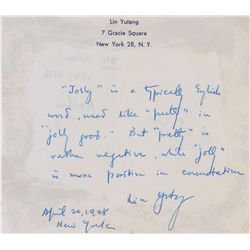 Lin Yutang
7 Gracie Square
New York 28, N. Y.
"Jolly" is a typically English
word, used like "pretty" in
"jolly good." But "pretty" is
rather negative, while "jolly"
is more positive in connotation
Lin Yutang
April 20, 1948
New York